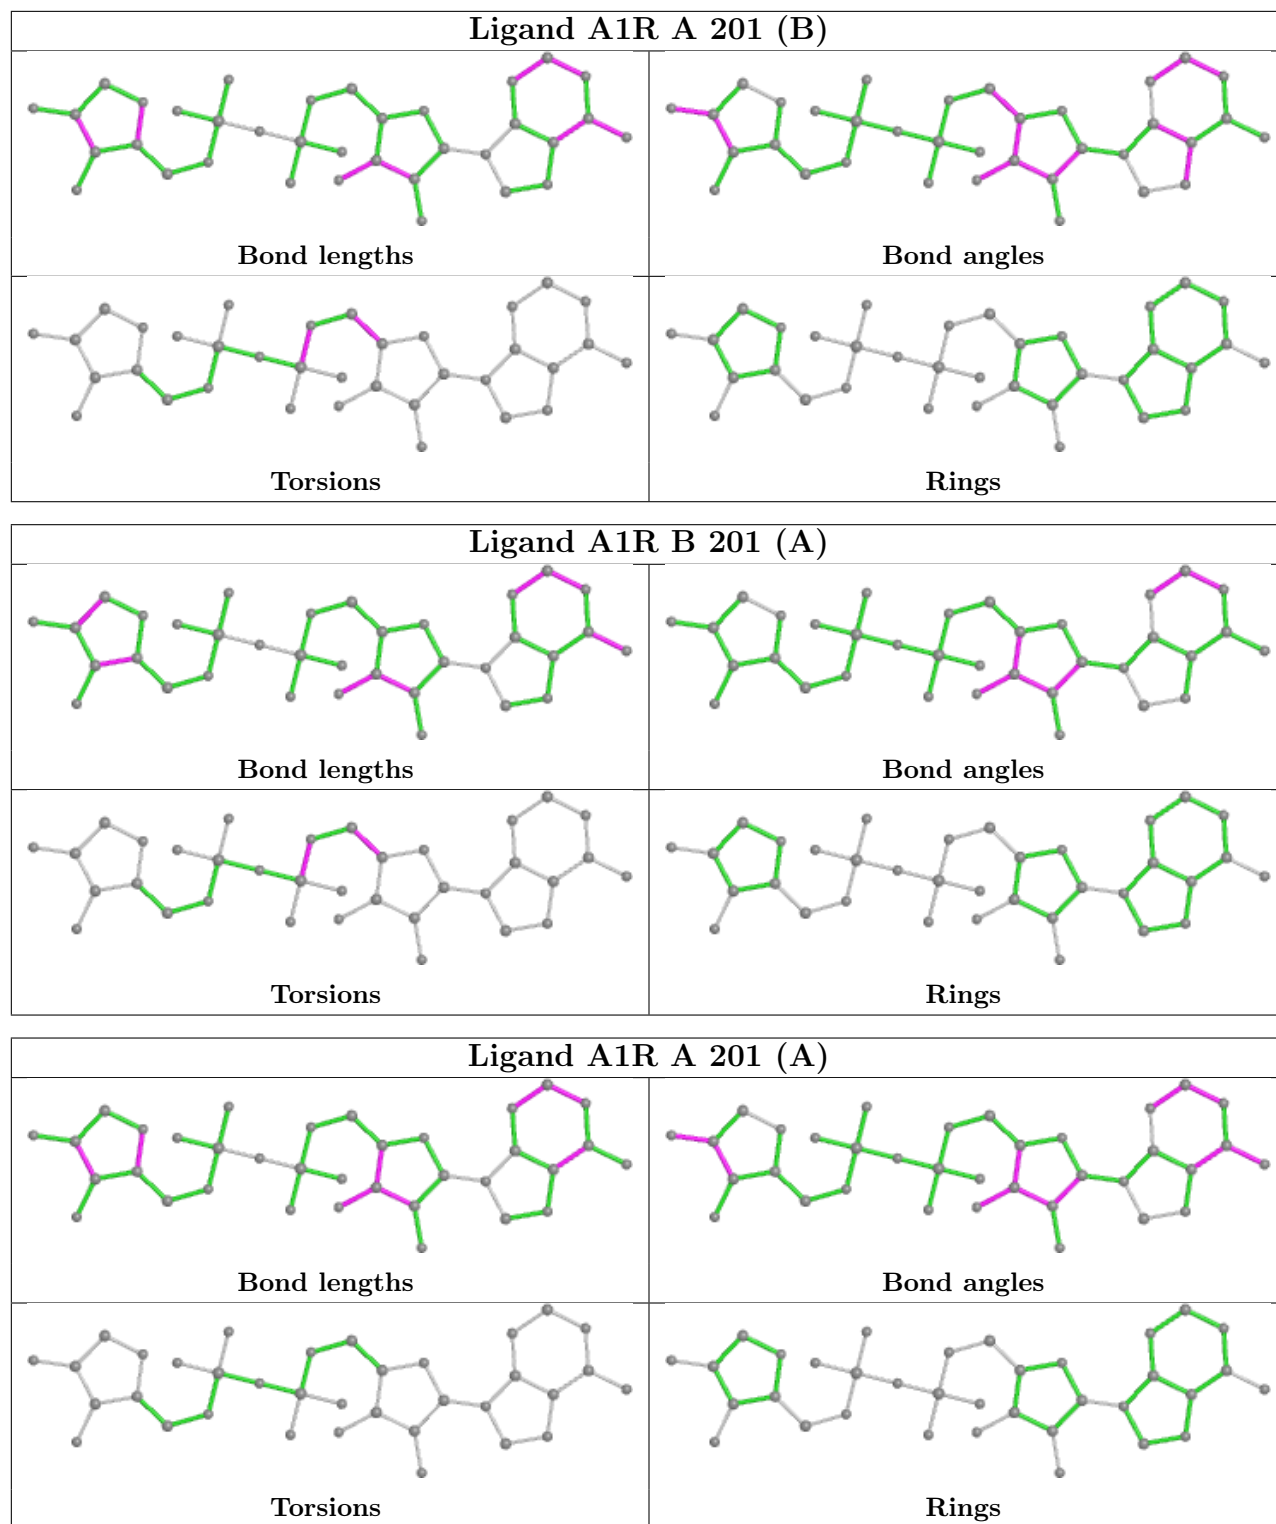 Ligand A1R A 201 (B)
Bond lengths
Bond angles
Torsions
Rings
Ligand A1R B 201 (A)
Bond lengths
Bond angles
Torsions
Rings
Ligand A1R A 201 (A)
Bond lengths
Bond angles
Torsions
Rings